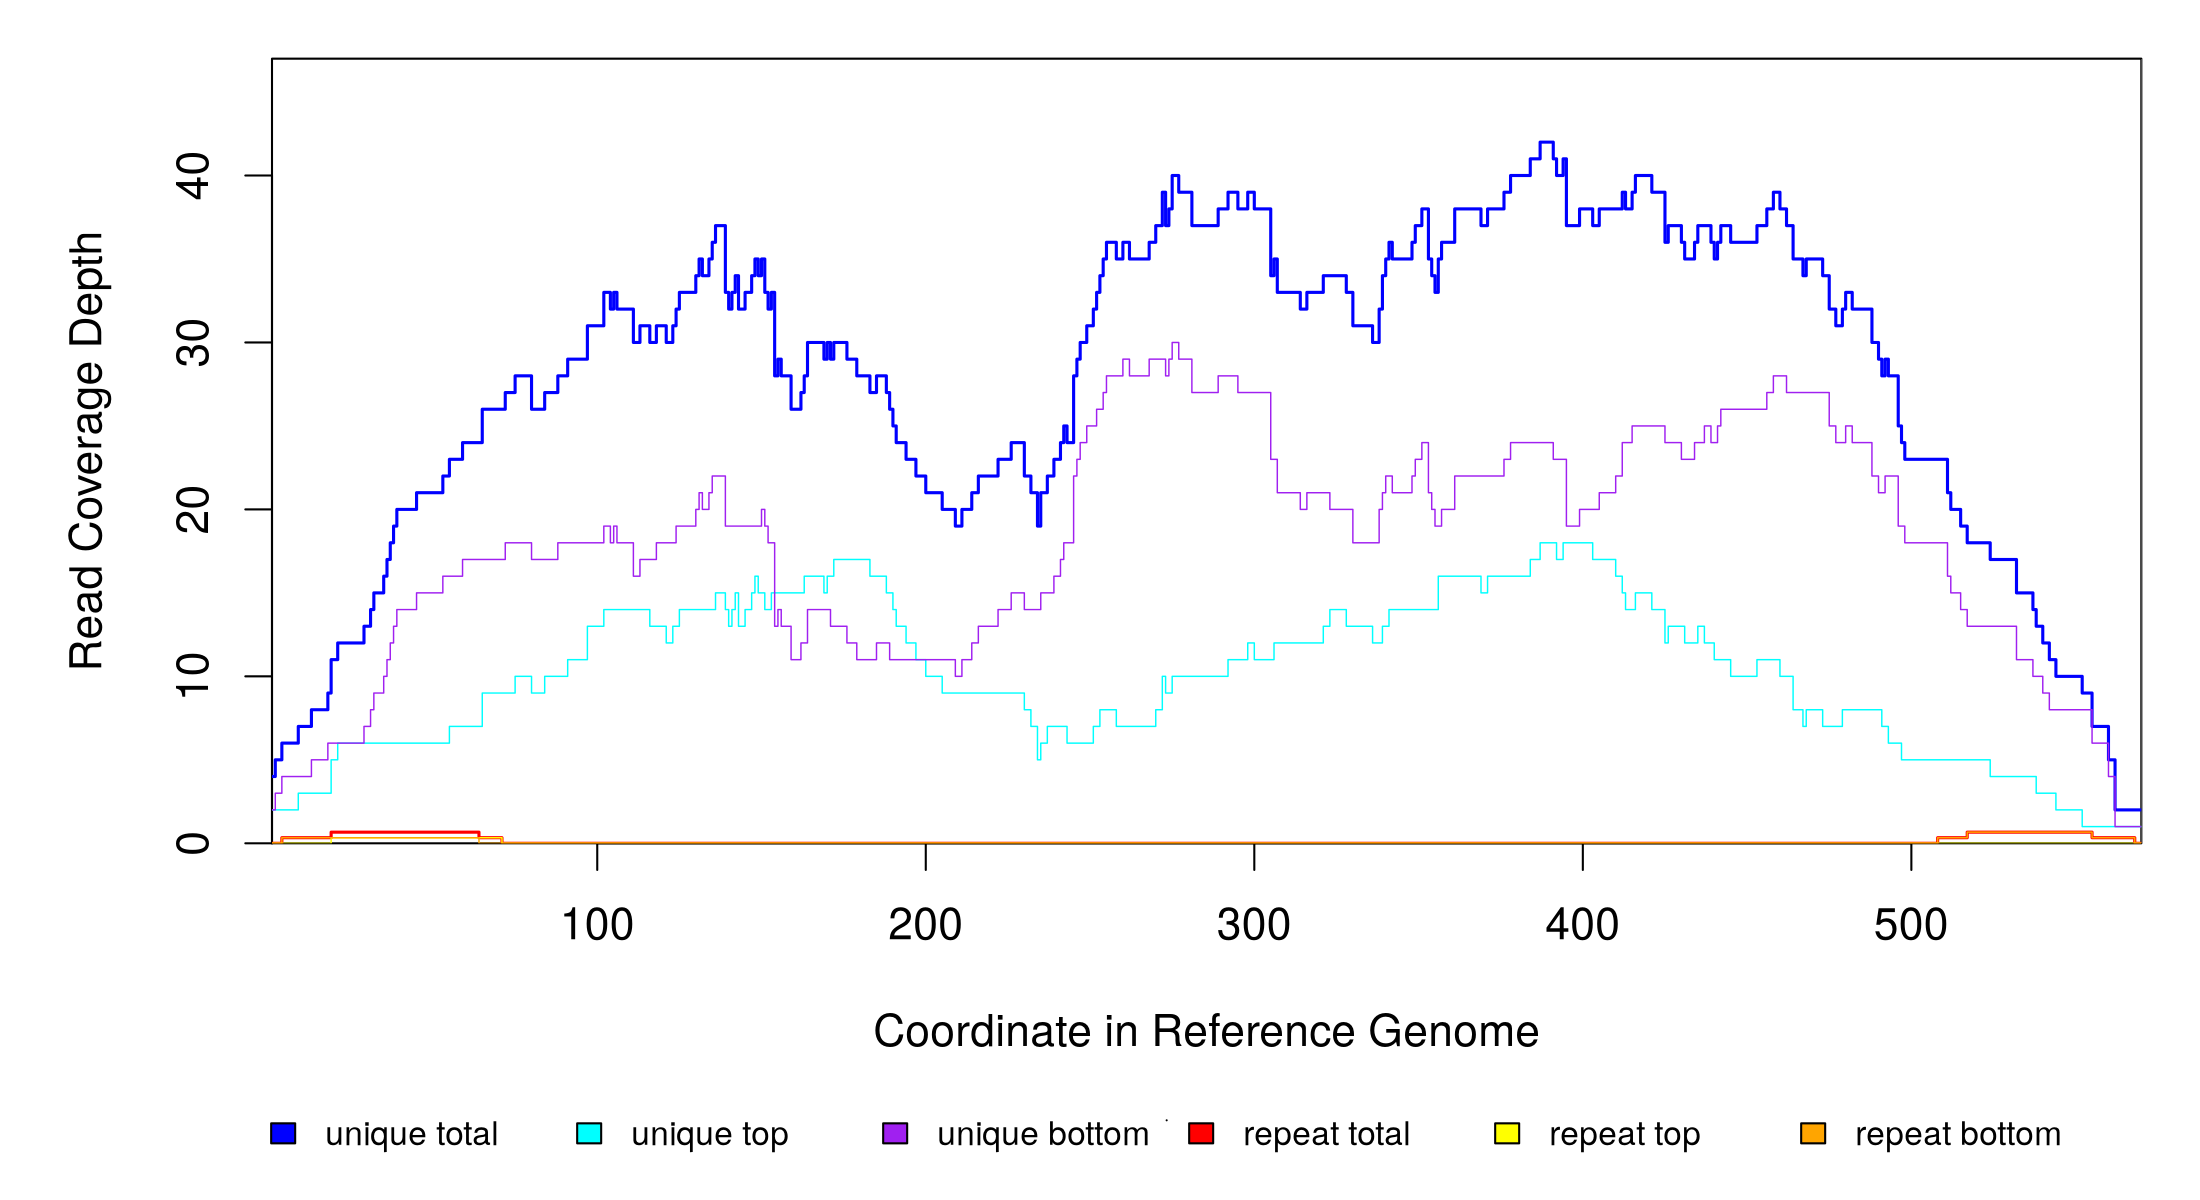 Read Coverage Depth
40
30
20
10
0
100 200 300 400 500
Coordinate in Reference Genome
unique total unique top unique bottom repeat total repeat top repeat bottom